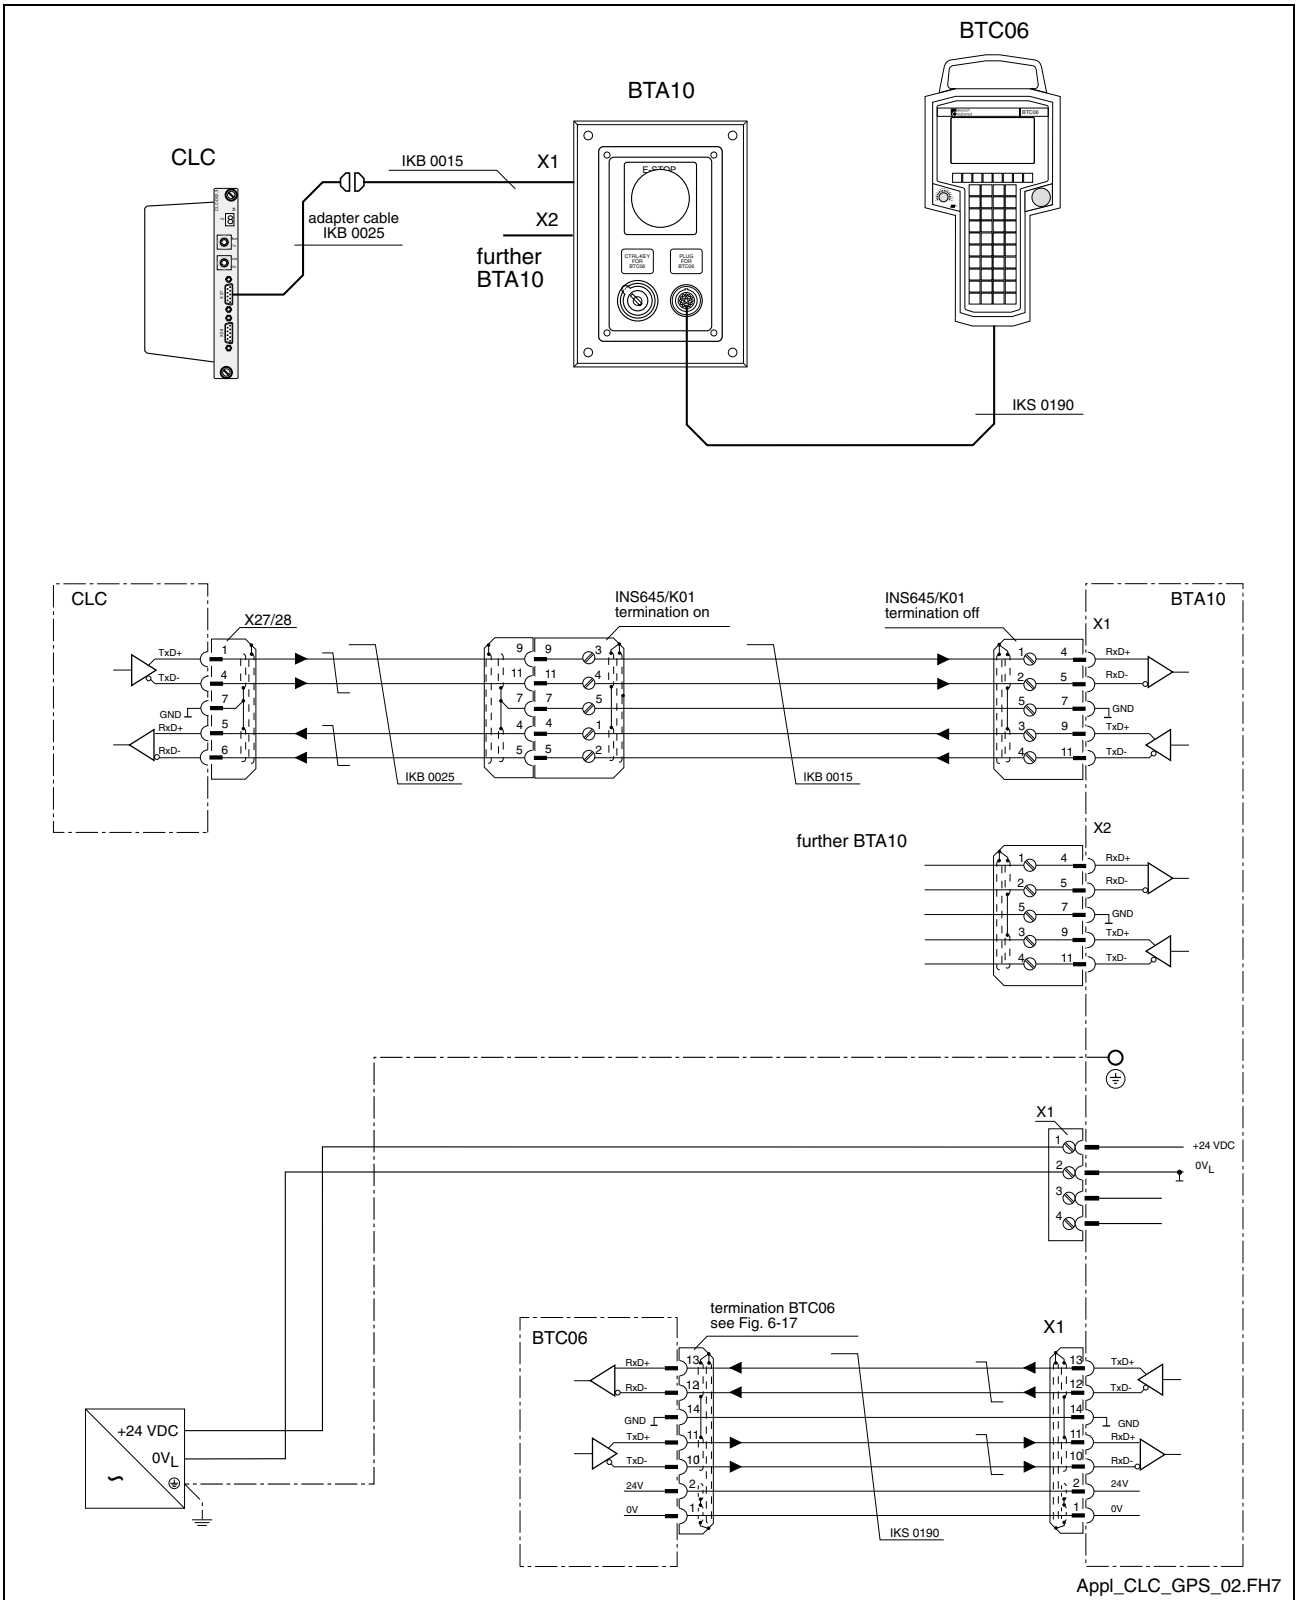 BTC06
BTA10
CLC
IKB 0015
X1
E-STOP
BTC06
adapter cable
IKB 0025
X2
further
BTA10
CTRL-KEY
FOR
BTC06
PLUG
FOR
BTC06
X27
X28
IKS 0190
CLC
X27/28
INS645/K01
termination on
INS645/K01
termination off
BTA10
X1
TxD+ 1 9 9 3 1 4 RxD+
TxD- 4 11 11 4 2 5 RxD-
GND 7 7 7 5 5 7 GND
RxD+ 5 4 4 1 3 9 TxD+
RxD- 6 5 5 2 4 11 TxD-
IKB 0025
IKB 0015
further BTA10
X2
1 4 RxD+
2 5 RxD-
5 7 GND
3 9 TxD+
4 11 TxD-
X1
1 +24 VDC
2 0VL
3
4
termination BTC06
see Fig. 6-17
BTC06
X1
RxD+ 13 13 TxD+
RxD- 12 12 TxD-
GND 14 14 GND
TxD+ 11 11 RxD+
TxD- 10 10 RxD-
24V 2 2 24V
0V 1 1 0V
IKS 0190
+24 VDC
0VL
~
Appl_CLC_GPS_02.FH7